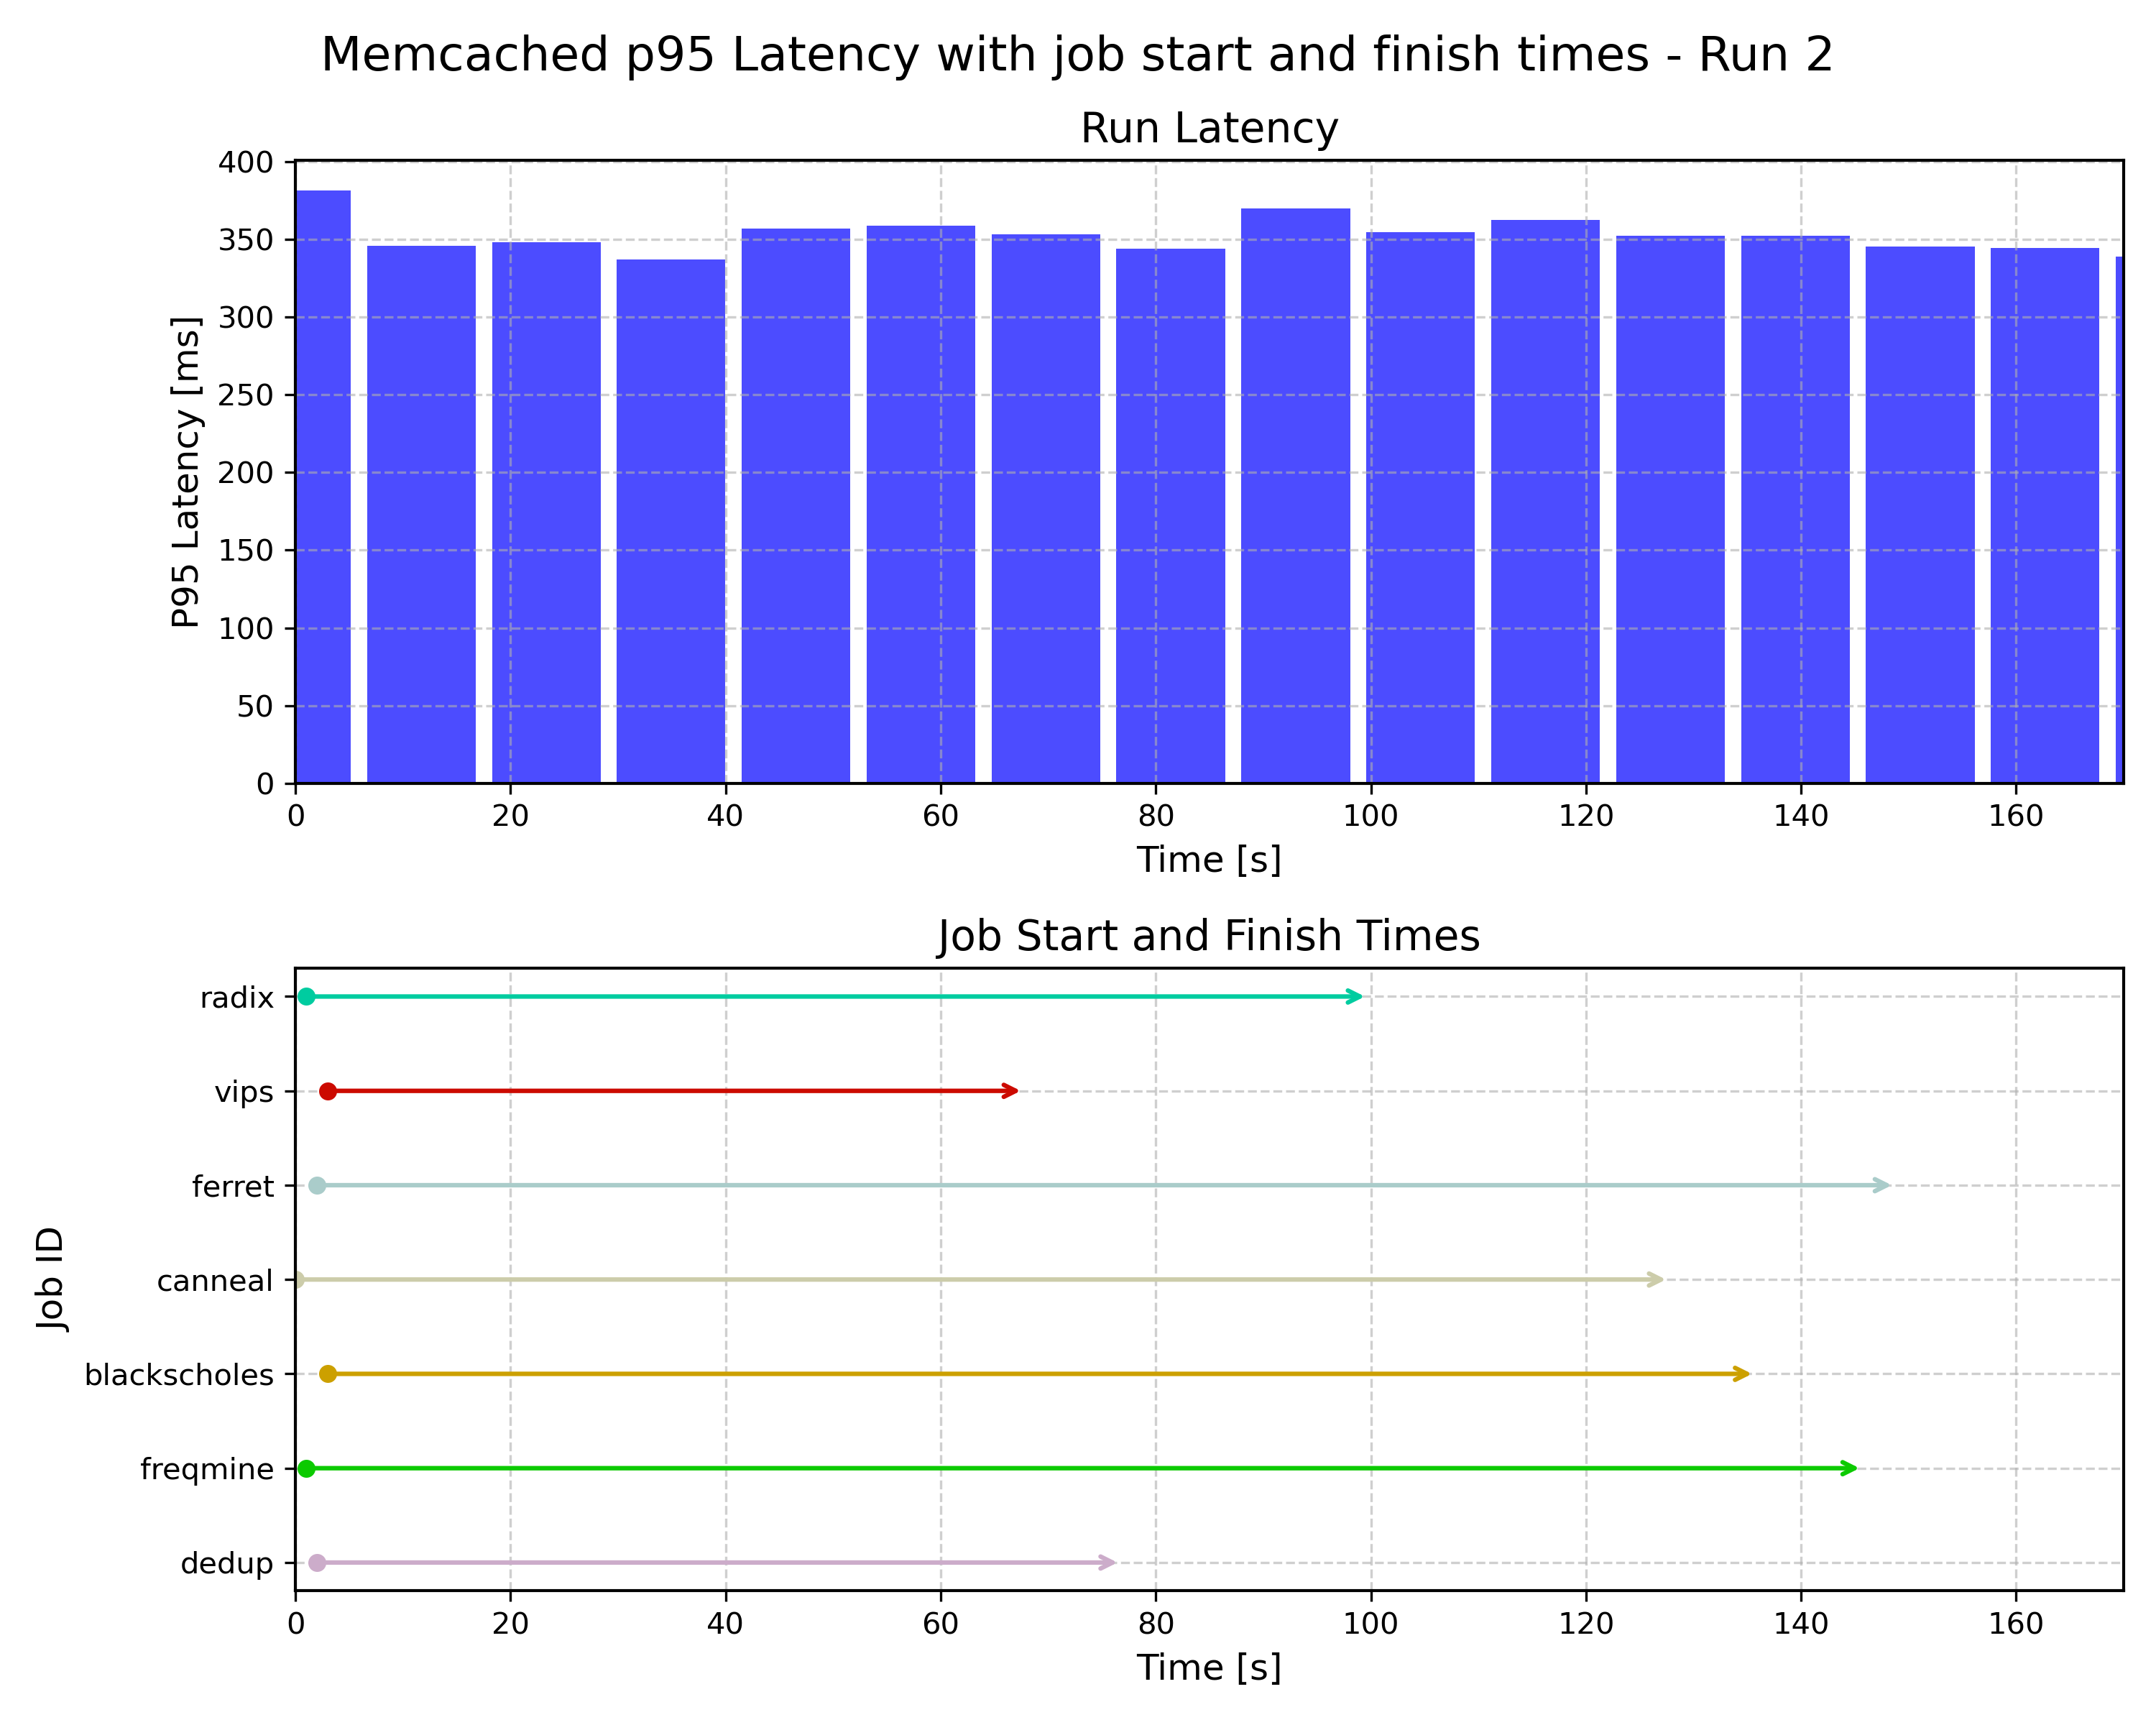 Memcached p95 Latency with job start and finish times - Run 2
Run Latency
400
350
300
250
200
150
100
50
0
P95 Latency [ms]
0 20 40 60 80 100 120 140 160
Time [s]
Job Start and Finish Times
radix
vips
ferret
canneal
blackscholes
freqmine
dedup
Job ID
0 20 40 60 80 100 120 140 160
Time [s]